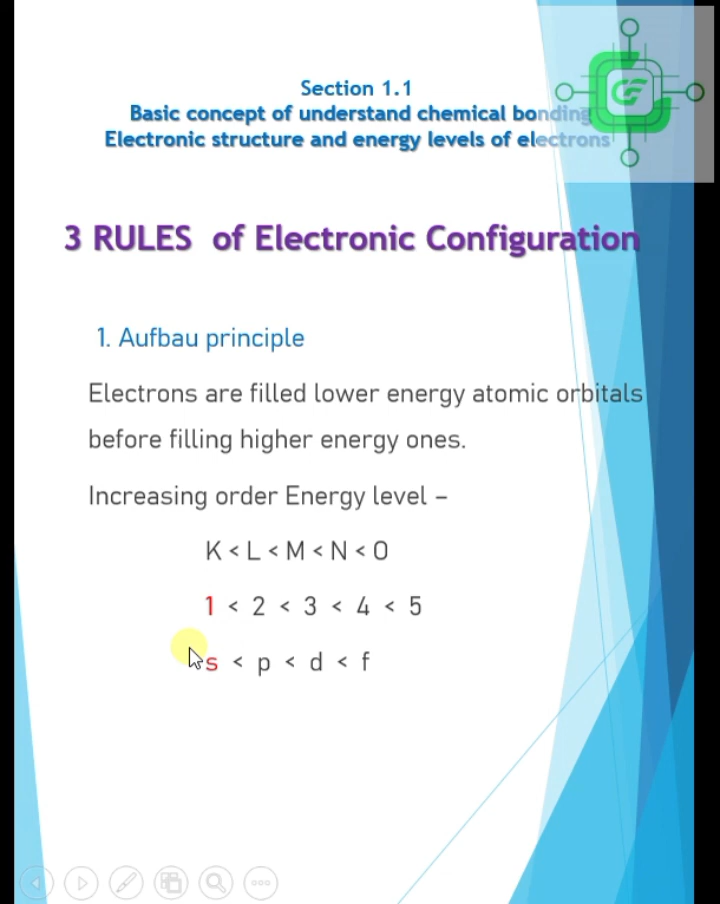 Section 1.1
Basic concept of understand chemical bonding
Electronic structure and energy levels of electrons
3 RULES of Electronic Configuration
1. Aufbau principle
Electrons are filled lower energy atomic orbitals
before filling higher energy ones.
Increasing order Energy level –
K < L < M < N < O
1 < 2 < 3 < 4 < 5
s < p < d < f